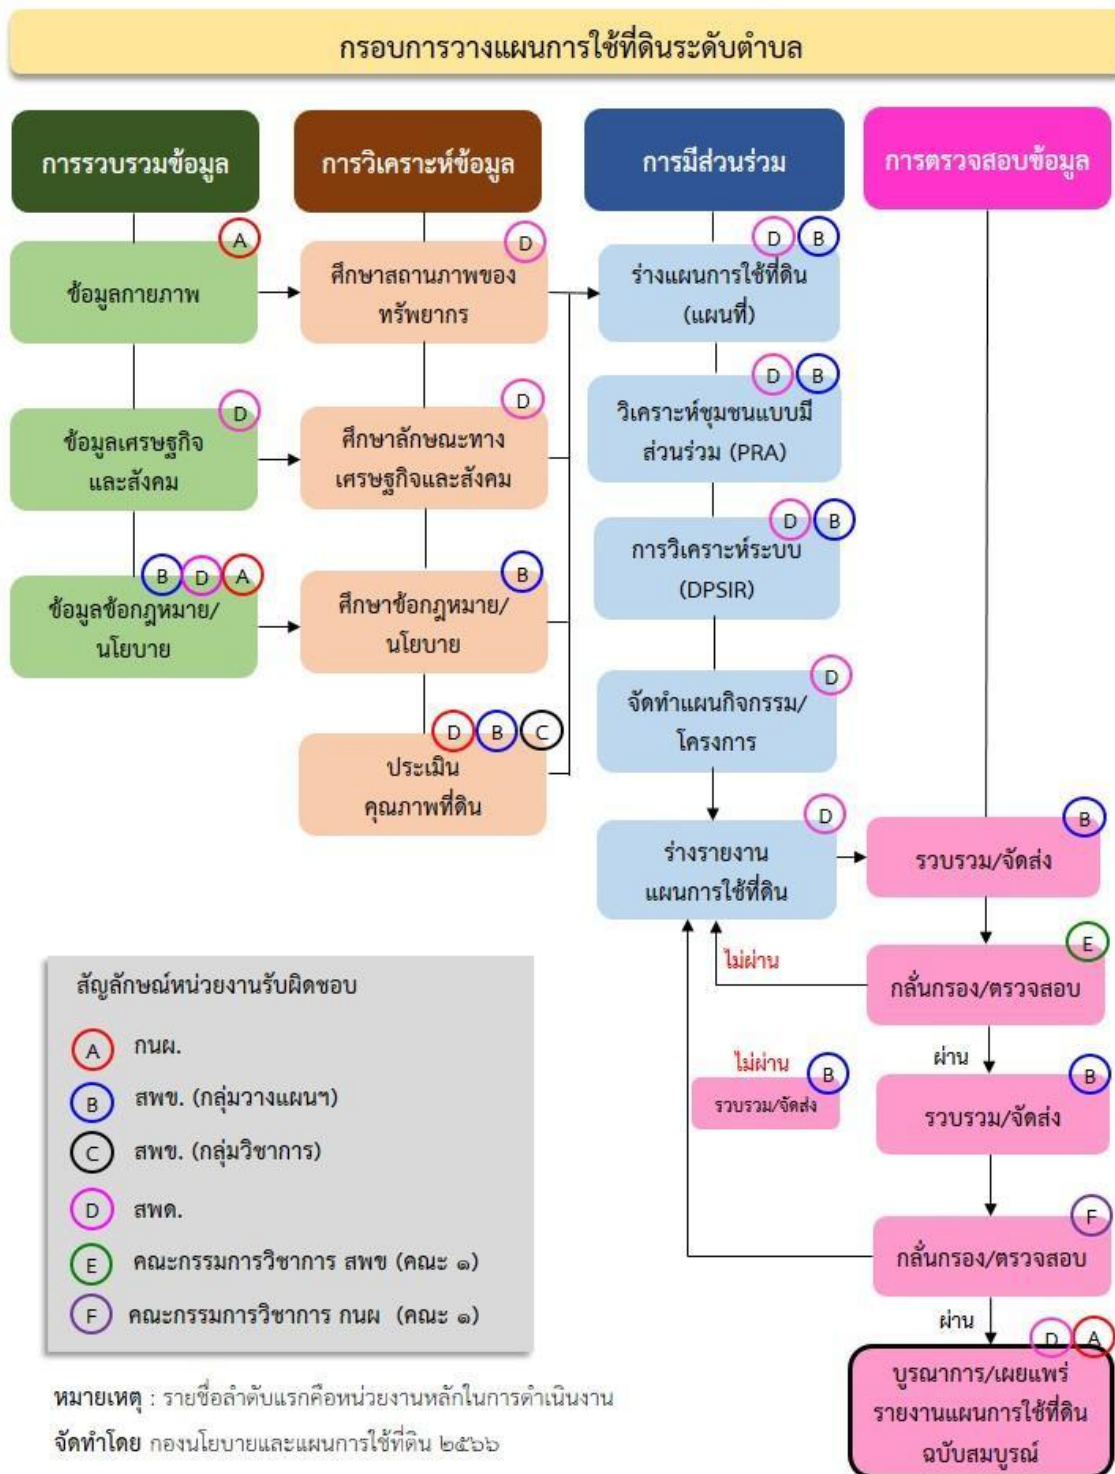 กรอบการวางแผนการใช้ที่ดินระดับตำบล
การรวบรวมข้อมูล
A
ข้อมูลกายภาพ
D
ข้อมูลเศรษฐกิจ
และสังคม
B D A
ข้อมูลข้อกฎหมาย/
นโยบาย
การวิเคราะห์ข้อมูล
D
ศึกษาสถานภาพของ
ทรัพยากร
D
ศึกษาลักษณะทาง
เศรษฐกิจและสังคม
B
ศึกษาข้อกฎหมาย/
นโยบาย
D B C
ประเมิน
คุณภาพที่ดิน
การมีส่วนร่วม
D B
ร่างแผนการใช้ที่ดิน
(แผนที่)
D B
วิเคราะห์ชุมชนแบบมี
ส่วนร่วม (PRA)
D B
การวิเคราะห์ระบบ
(DPSIR)
D
จัดทำแผนกิจกรรม/
โครงการ
D
ร่างรายงาน
แผนการใช้ที่ดิน
การตรวจสอบข้อมูล
B
รวบรวม/จัดส่ง
E
กลั่นกรอง/ตรวจสอบ
ไม่ผ่าน
ผ่าน
ไม่ผ่าน
B
รวบรวม/จัดส่ง
B
รวบรวม/จัดส่ง
F
กลั่นกรอง/ตรวจสอบ
ผ่าน
D A
บูรณาการ/เผยแพร่
รายงานแผนการใช้ที่ดิน
ฉบับสมบูรณ์
สัญลักษณ์หน่วยงานรับผิดชอบ
A กนผ.
B สพข. (กลุ่มวางแผนฯ)
C สพข. (กลุ่มวิชาการ)
D สพด.
E คณะกรรมการวิชาการ สพข (คณะ ๑)
F คณะกรรมการวิชาการ กนผ (คณะ ๑)
หมายเหตุ : รายชื่อลำดับแรกคือหน่วยงานหลักในการดำเนินงาน
จัดทำโดย กองนโยบายและแผนการใช้ที่ดิน ๒๕๖๖